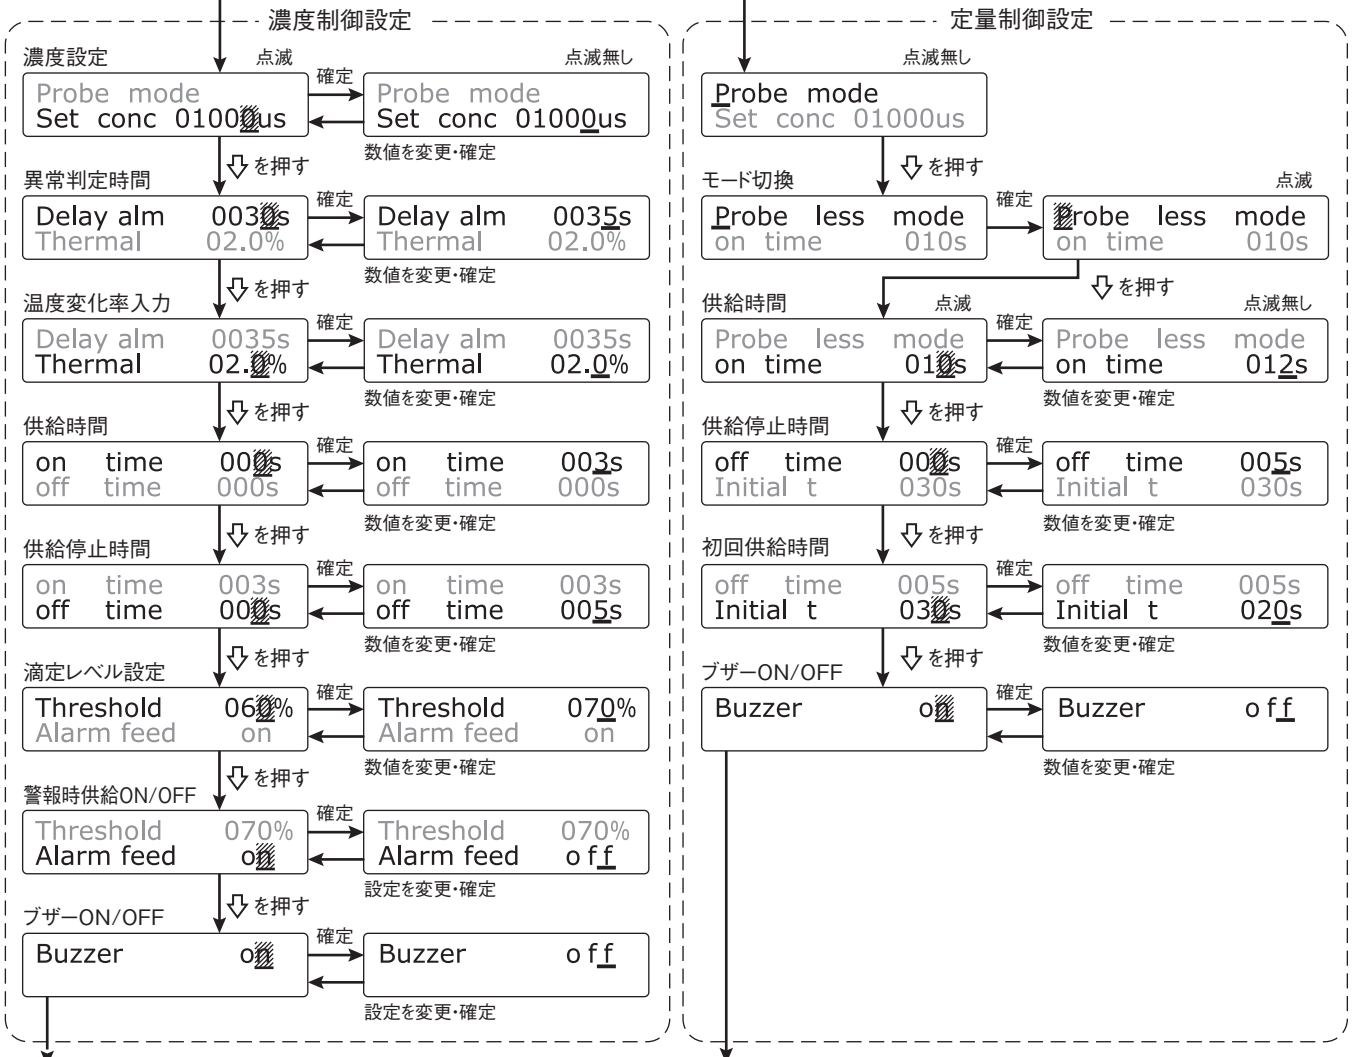 濃度制御設定
濃度設定 点滅
Probe mode
Set conc 01000us
確定
点滅無し
Probe mode
Set conc 01000us
数値を変更・確定
を押す
異常判定時間
Delay alm 0030s
Thermal 02.0%
確定
Delay alm 0035s
Thermal 02.0%
数値を変更・確定
を押す
温度変化率入力
Delay alm 0035s
Thermal 02.0%
確定
Delay alm 0035s
Thermal 02.0%
数値を変更・確定
を押す
供給時間
on time 000s
off time 000s
確定
on time 003s
off time 000s
数値を変更・確定
を押す
供給停止時間
on time 003s
off time 000s
確定
on time 003s
off time 005s
数値を変更・確定
を押す
滴定レベル設定
Threshold 060%
Alarm feed on
確定
Threshold 070%
Alarm feed on
数値を変更・確定
を押す
警報時供給ON/OFF
Threshold 070%
Alarm feed on
確定
Threshold 070%
Alarm feed off
設定を変更・確定
を押す
ブザーON/OFF
Buzzer on
確定
Buzzer off
設定を変更・確定
定量制御設定
点滅無し
Probe mode
Set conc 01000us
を押す
モード切換
Probe less mode
on time 010s
確定
点滅
Probe less mode
on time 010s
を押す
供給時間 点滅
Probe less mode
on time 010s
確定
点滅無し
Probe less mode
on time 012s
数値を変更・確定
を押す
供給停止時間
off time 000s
Initial t 030s
確定
off time 005s
Initial t 030s
数値を変更・確定
を押す
初回供給時間
off time 005s
Initial t 030s
確定
off time 005s
Initial t 020s
数値を変更・確定
を押す
ブザーON/OFF
Buzzer on
確定
Buzzer off
数値を変更・確定